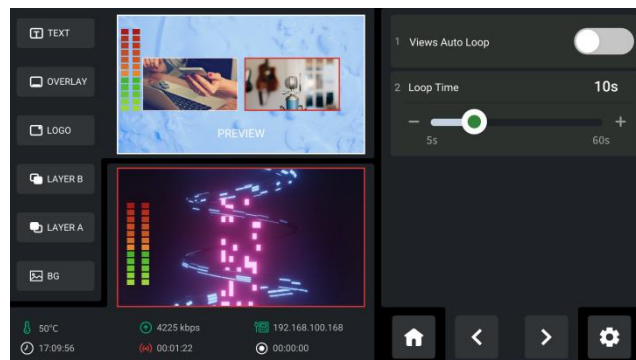 TEXT
OVERLAY
LOGO
LAYER B
LAYER A
BG
PREVIEW
1 Views Auto Loop
2 Loop Time 10s
5s 60s
50°C 4225 kbps 192.168.100.168
17:09:56 00:01:22 00:00:00